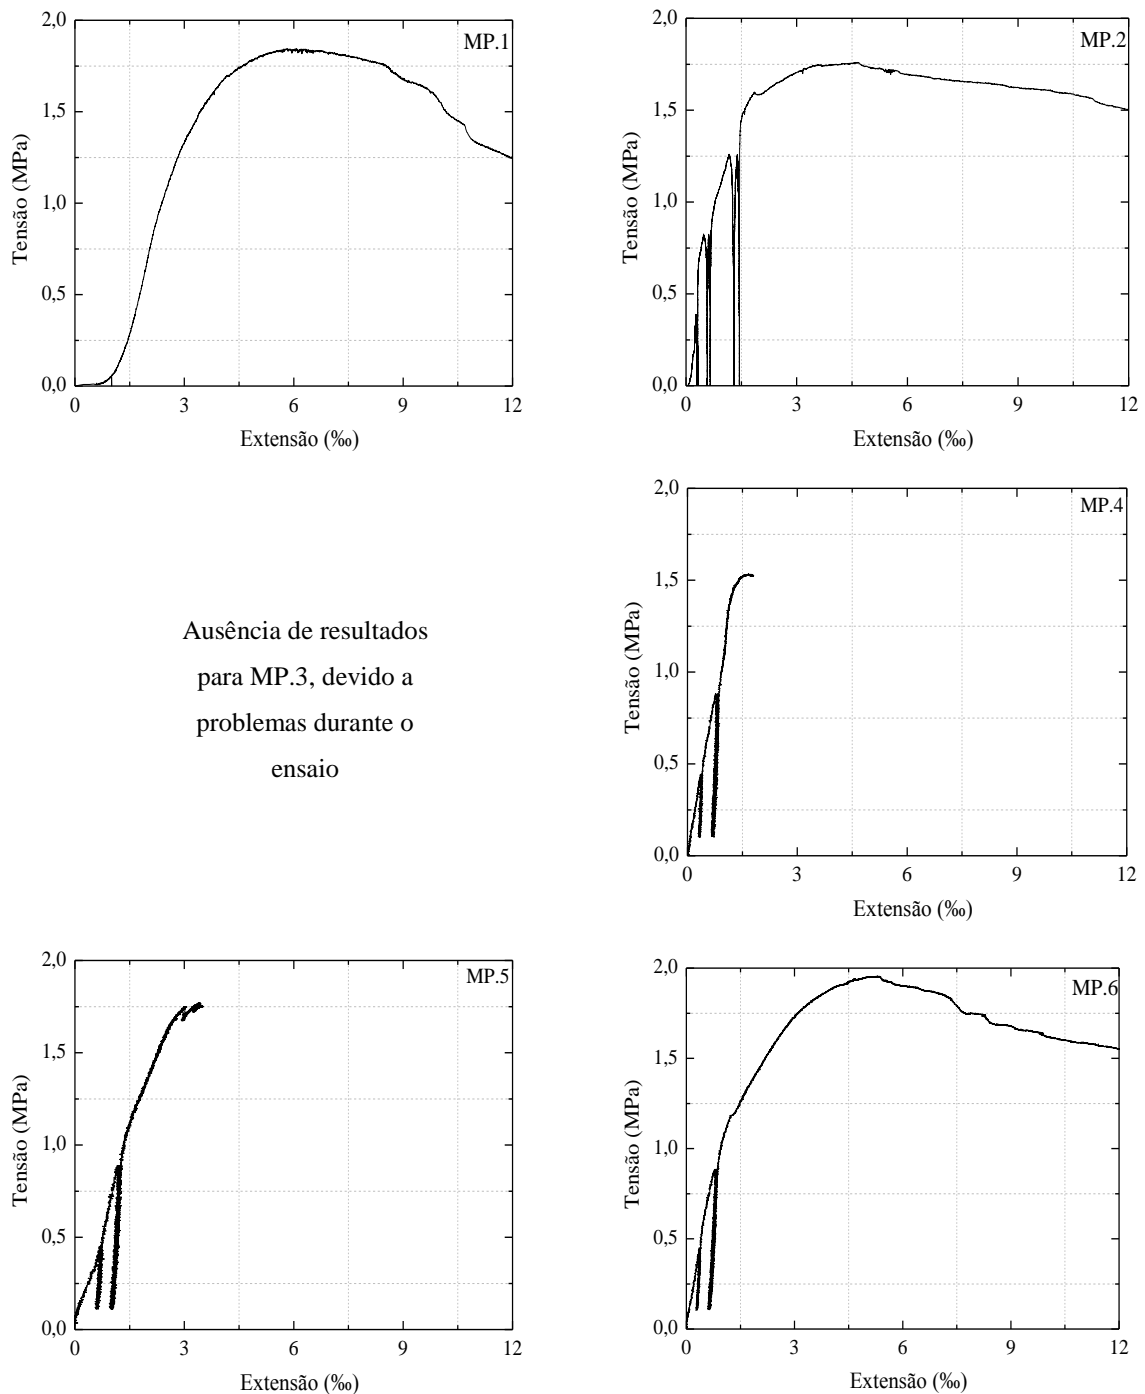 MP.1
2,0
1,5
1,0
0,5
0,0
Tensão (MPa)
0 3 6 9 12
Extensão (‰)
MP.2
2,0
1,5
1,0
0,5
0,0
Tensão (MPa)
0 3 6 9 12
Extensão (‰)
Ausência de resultados
para MP.3, devido a
problemas durante o
ensaio
MP.4
2,0
1,5
1,0
0,5
0,0
Tensão (MPa)
0 3 6 9 12
Extensão (‰)
MP.5
2,0
1,5
1,0
0,5
0,0
Tensão (MPa)
0 3 6 9 12
Extensão (‰)
MP.6
2,0
1,5
1,0
0,5
0,0
Tensão (MPa)
0 3 6 9 12
Extensão (‰)